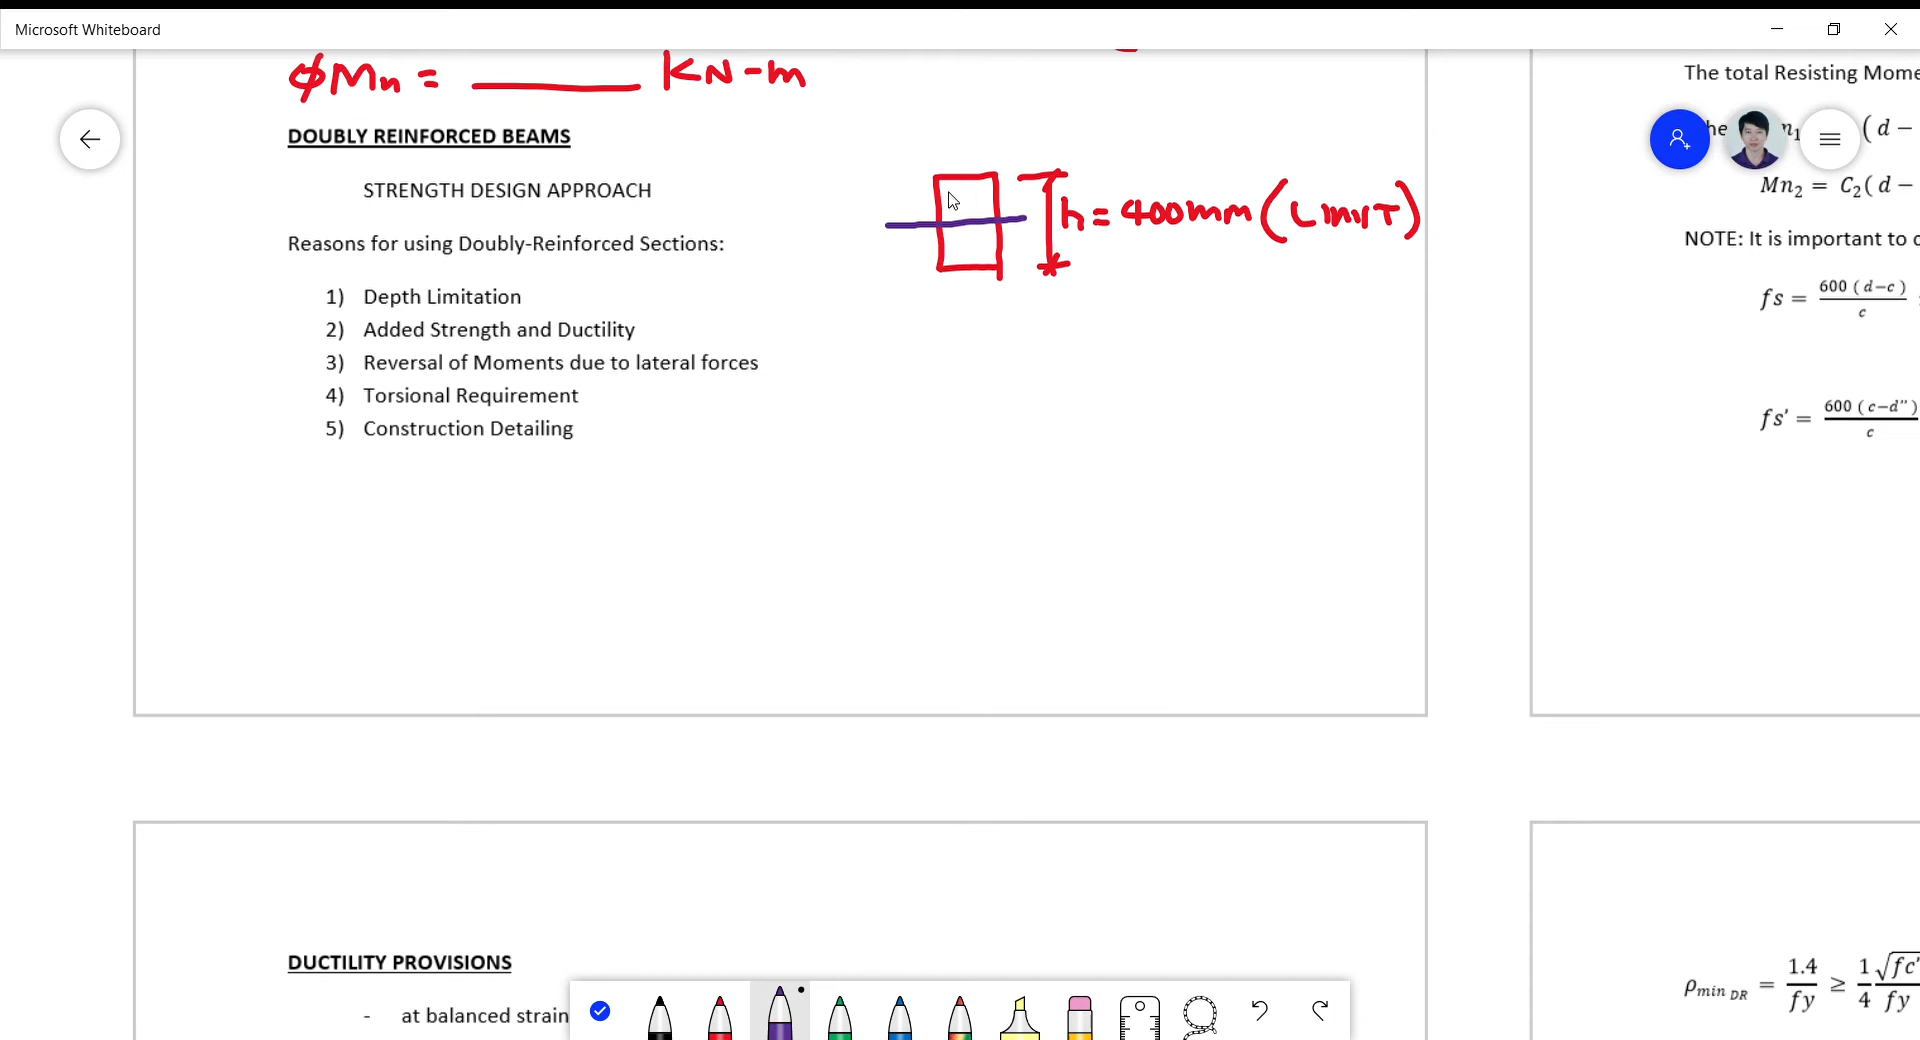 Microsoft Whiteboard
ϕMn = ______ KN-m
DOUBLY REINFORCED BEAMS
STRENGTH DESIGN APPROACH
Reasons for using Doubly-Reinforced Sections:
1) Depth Limitation
2) Added Strength and Ductility
3) Reversal of Moments due to lateral forces
4) Torsional Requirement
5) Construction Detailing
h = 400mm (LIMIT)
The total Resisting Mome
he n₁ ( d −
Mn₂ = C₂( d −
NOTE: It is important to c
fs = 600 ( d−c ) / c
fs' = 600 ( c−d" ) / c
DUCTILITY PROVISIONS
- at balanced strain
ρmin DR = 1.4 / fy ≥ 1/4 √fc' / fy